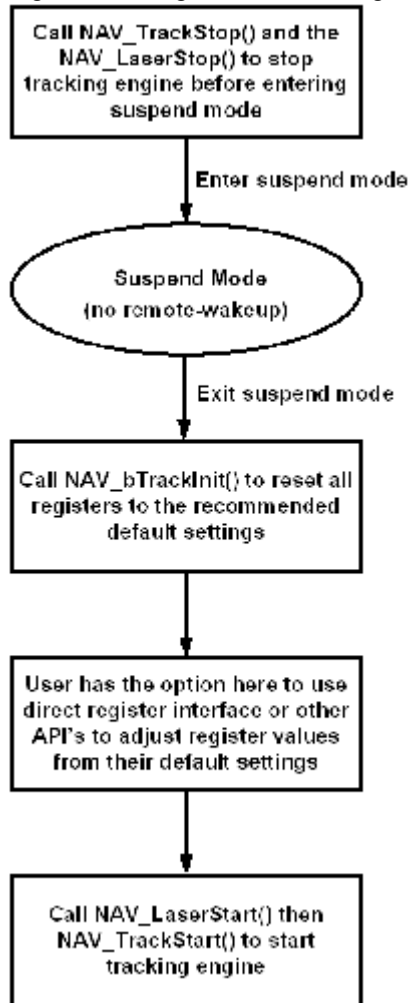 Call NAV_TrackStop() and the
NAV_LaserStop() to stop
tracking engine before entering
suspend mode
Enter suspend mode
Suspend Mode
(no remote-wakeup)
Exit suspend mode
Call NAV_bTrackInit() to reset all
registers to the recommended
default settings
User has the option here to use
direct register interface or other
API's to adjust register values
from their default settings
Call NAV_LaserStart() then
NAV_TrackStart() to start
tracking engine